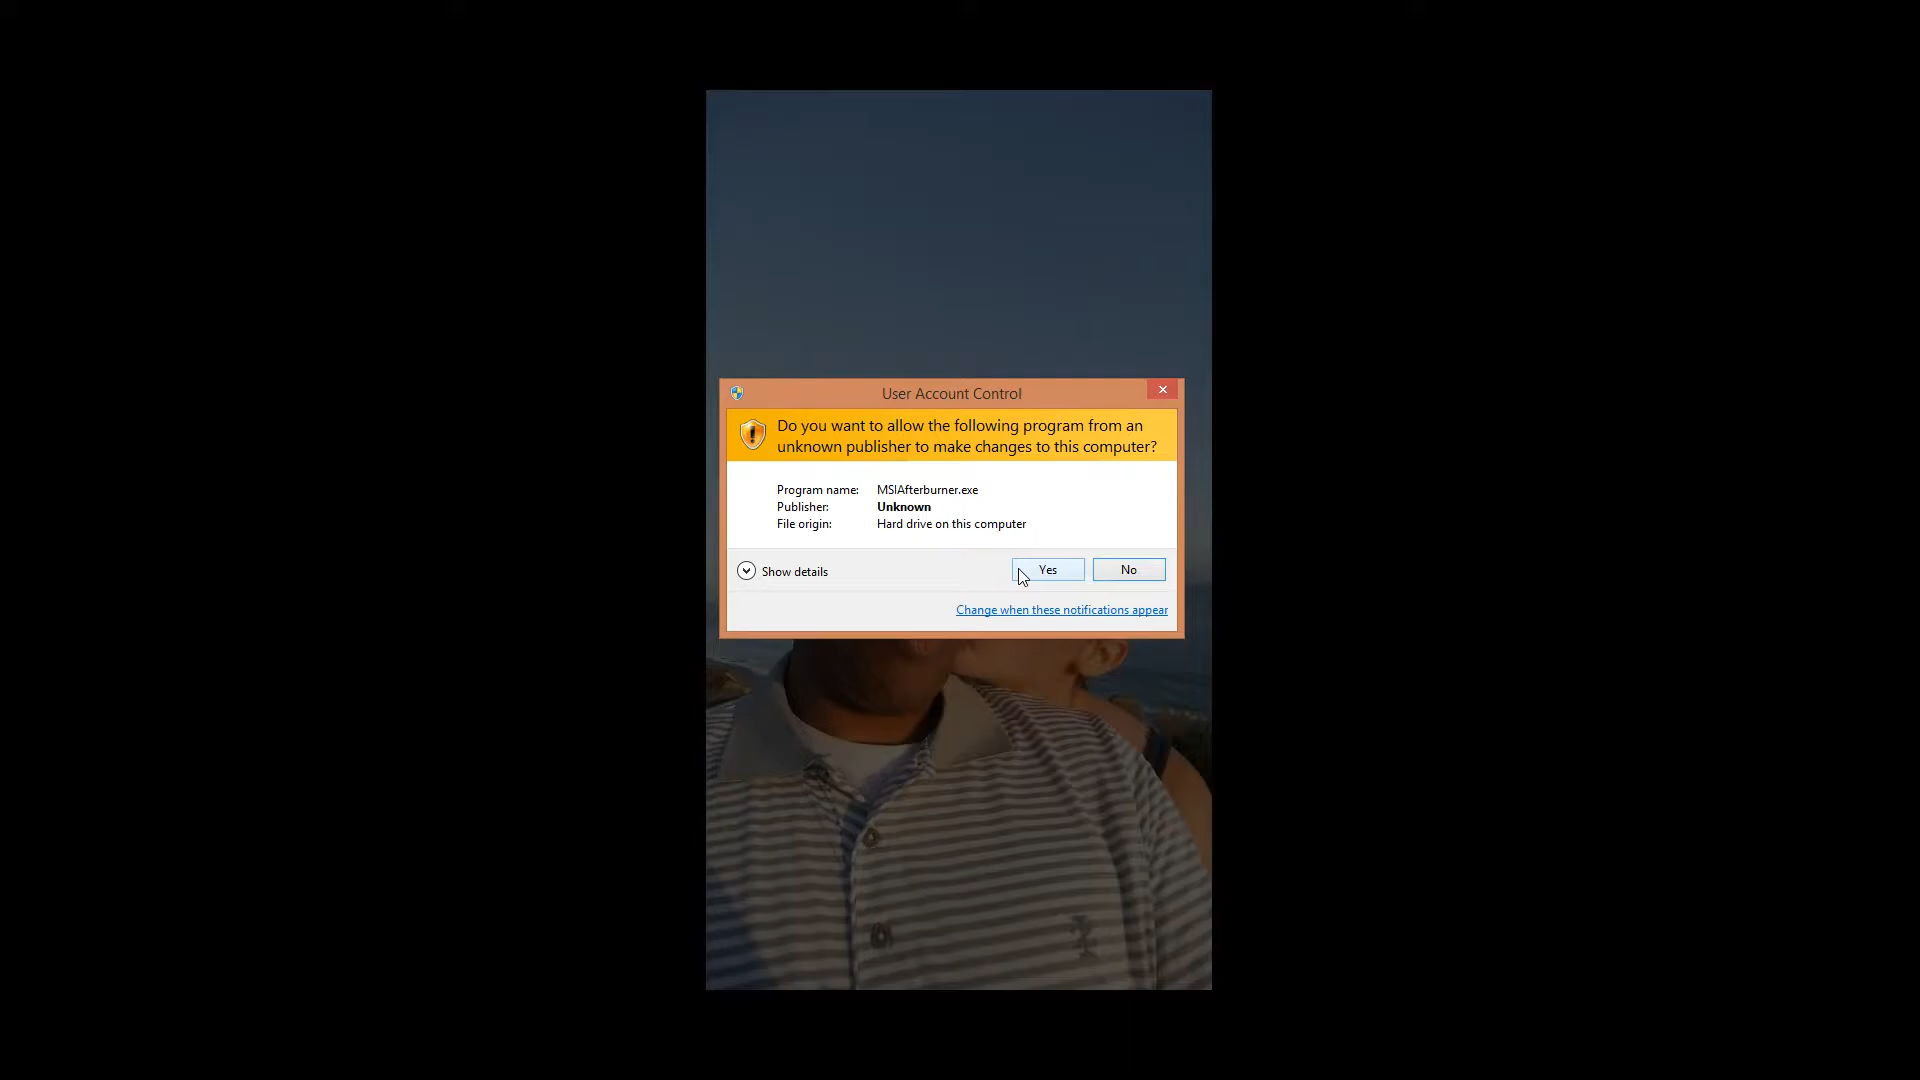 User Account Control
Do you want to allow the following program from an
unknown publisher to make changes to this computer?
Program name: MSIAfterburner.exe
Publisher: Unknown
File origin: Hard drive on this computer
Show details
Yes
No
Change when these notifications appear